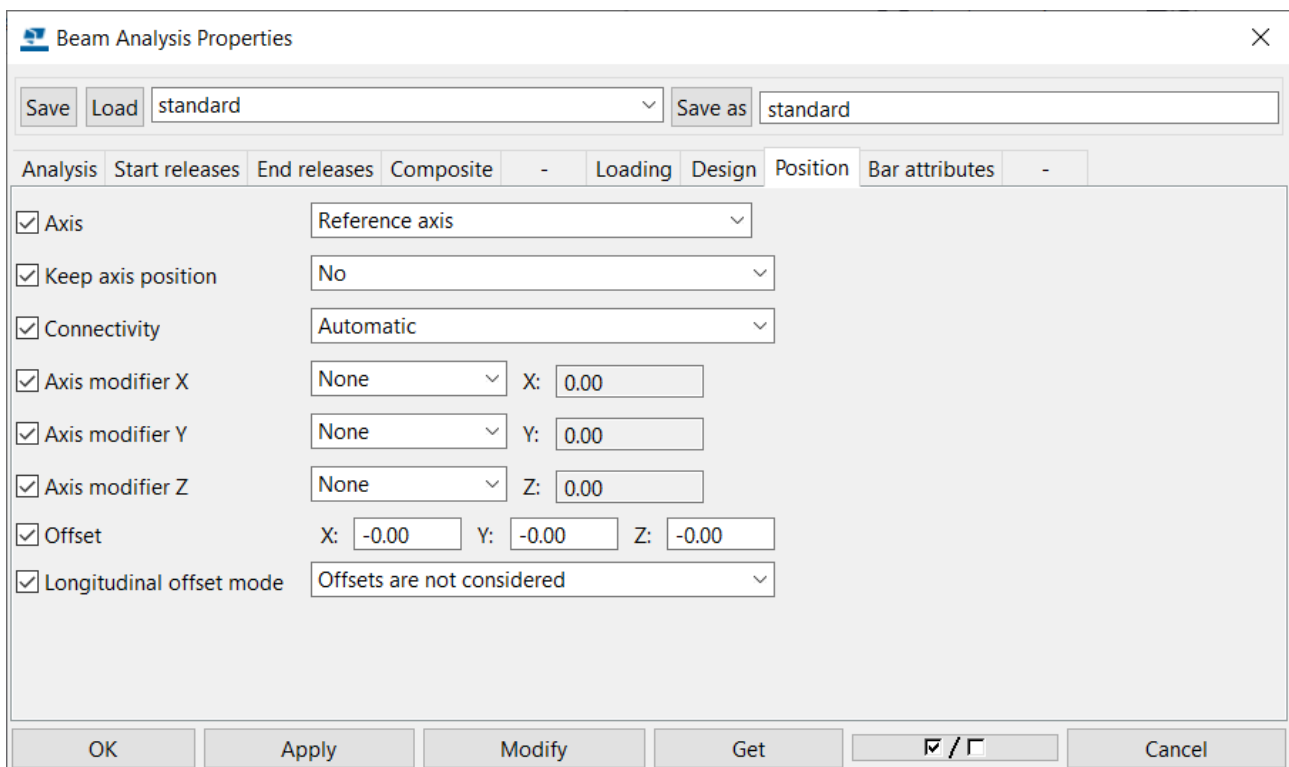 Beam Analysis Properties
Save Load standard Save as standard
Analysis Start releases End releases Composite - Loading Design Position Bar attributes -
Axis Reference axis
Keep axis position No
Connectivity Automatic
Axis modifier X None X: 0.00
Axis modifier Y None Y: 0.00
Axis modifier Z None Z: 0.00
Offset X: -0.00 Y: -0.00 Z: -0.00
Longitudinal offset mode Offsets are not considered
OK Apply Modify Get / Cancel